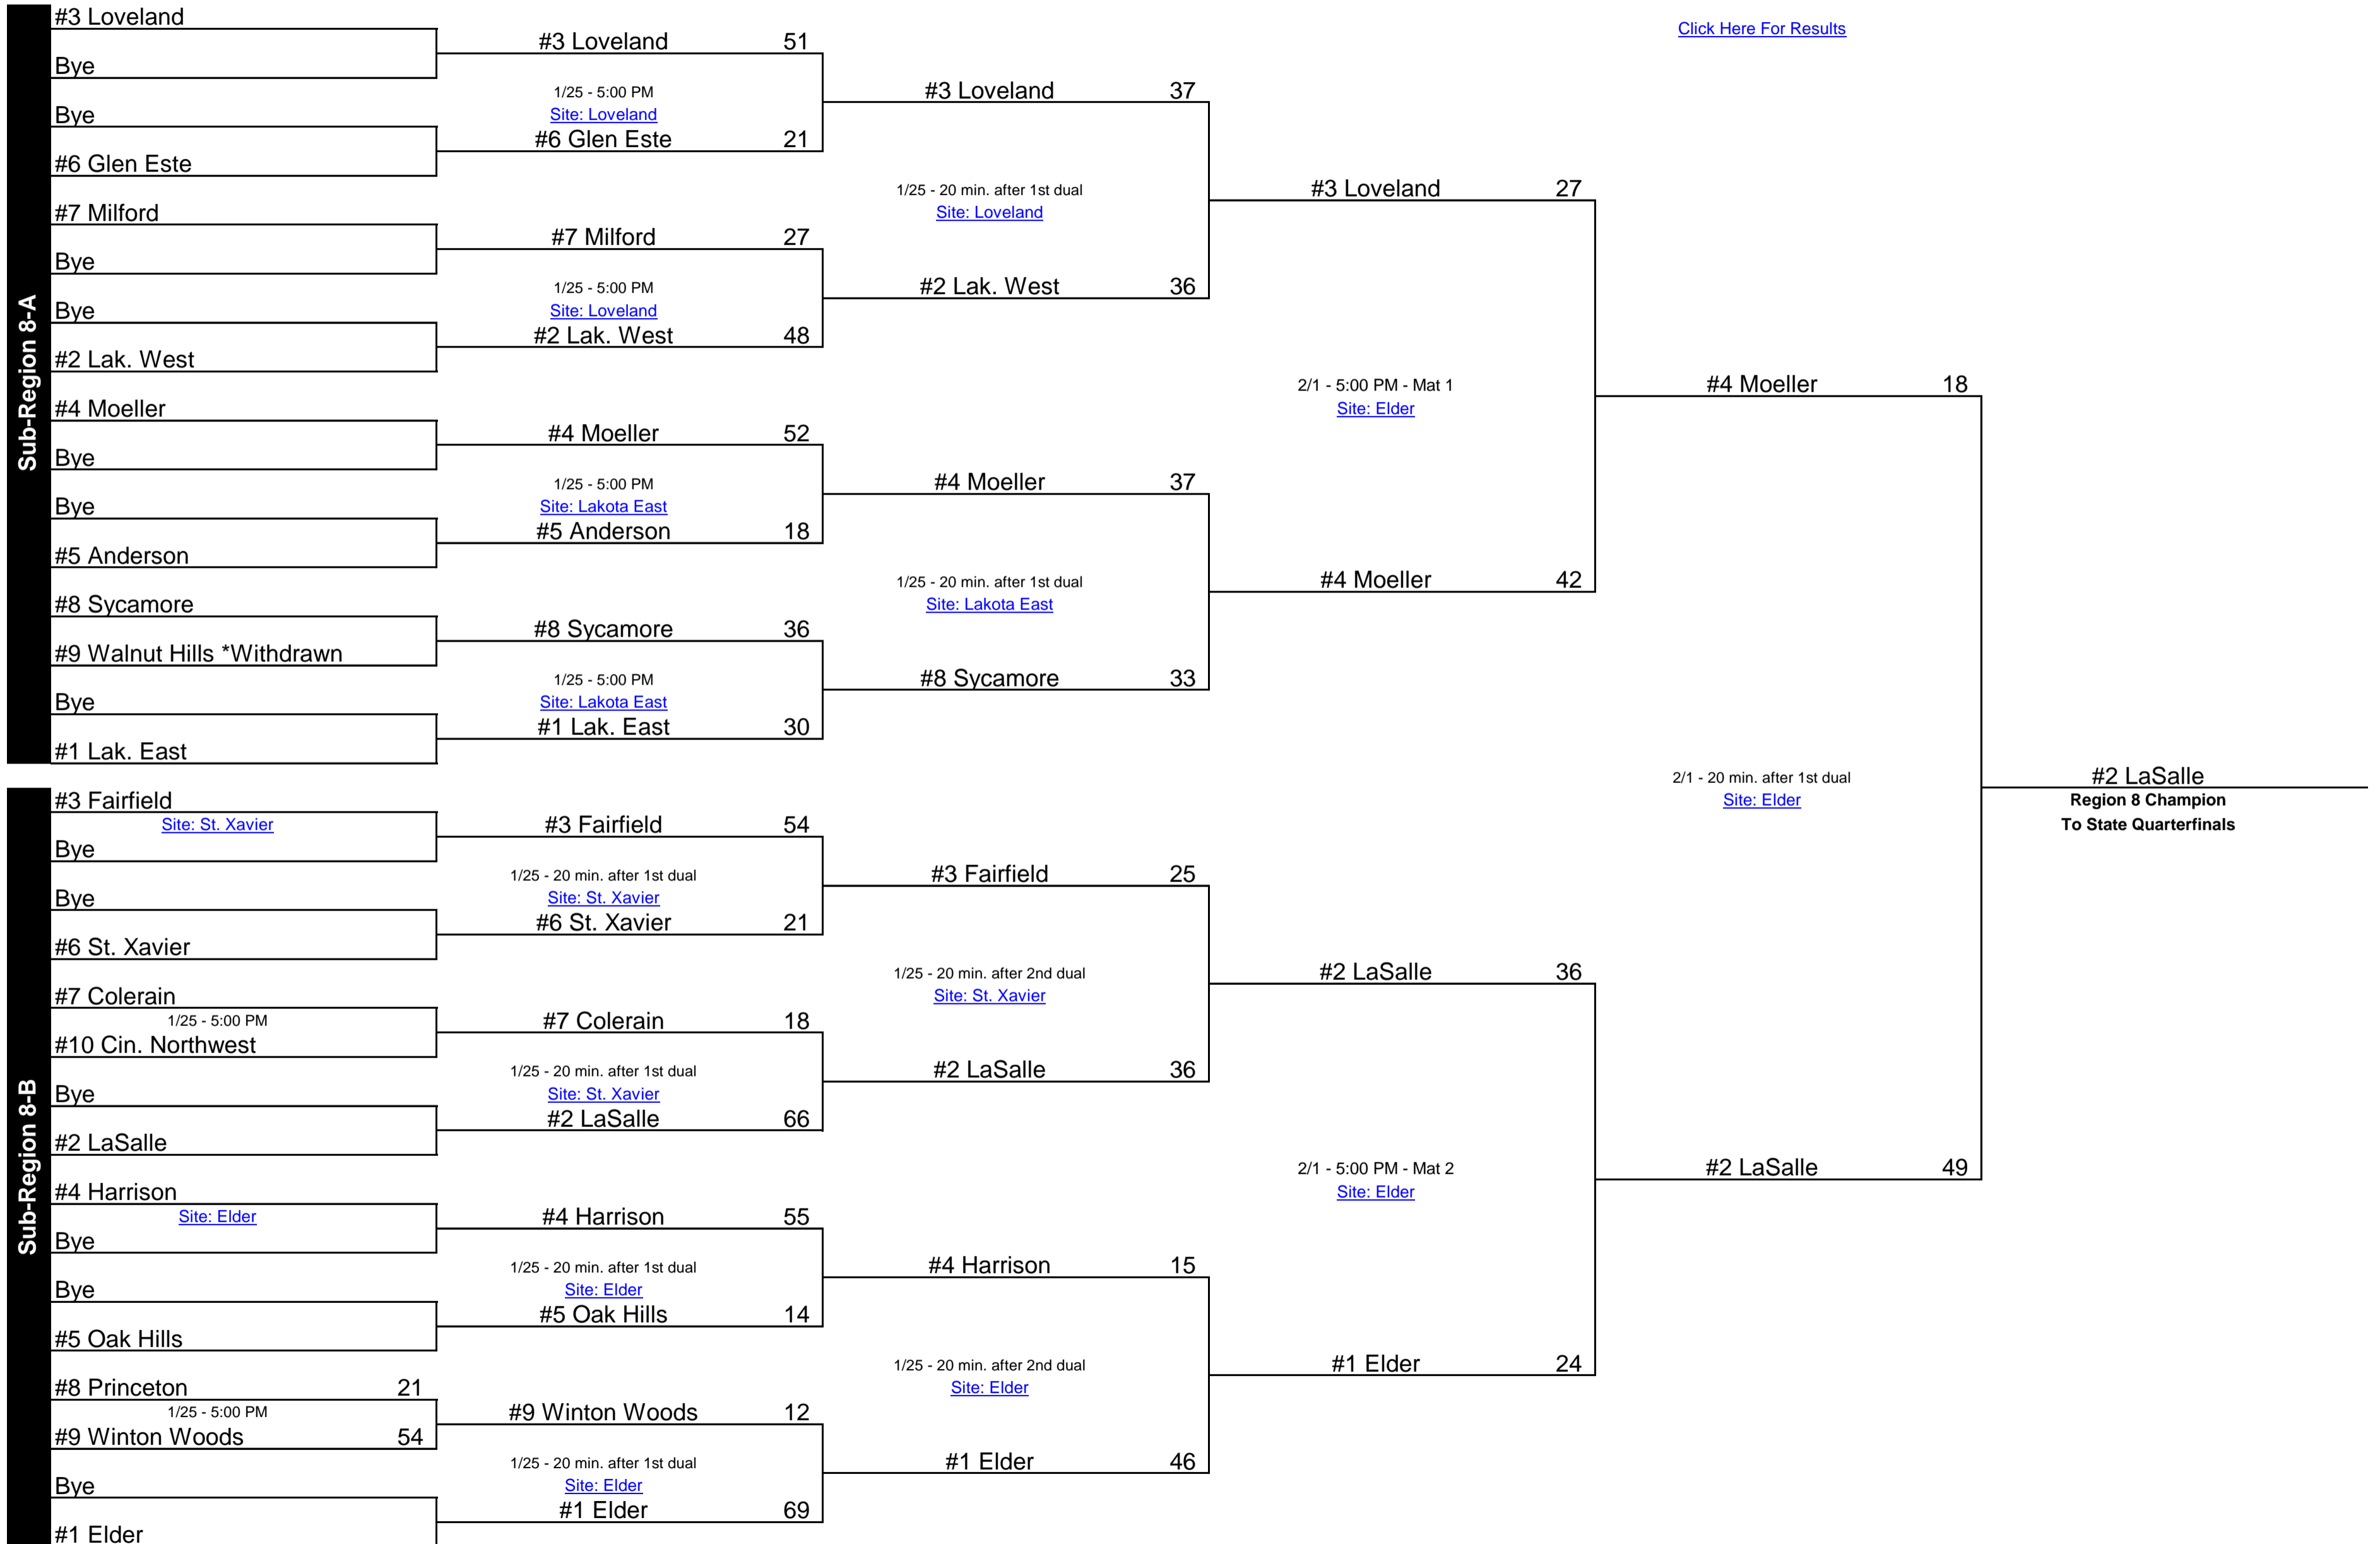 Click Here For Results
Sub-Region 8-A
#3 Loveland
Bye
Bye
#6 Glen Este
#7 Milford
Bye
Bye
#2 Lak. West
#4 Moeller
Bye
Bye
#5 Anderson
#8 Sycamore
#9 Walnut Hills *Withdrawn
Bye
#1 Lak. East
#3 Loveland 51
1/25 - 5:00 PM
Site: Loveland
#6 Glen Este 21
#7 Milford 27
1/25 - 5:00 PM
Site: Loveland
#2 Lak. West 48
#4 Moeller 52
1/25 - 5:00 PM
Site: Lakota East
#5 Anderson 18
#8 Sycamore 36
1/25 - 5:00 PM
Site: Lakota East
#1 Lak. East 30
#3 Loveland 37
1/25 - 20 min. after 1st dual
Site: Loveland
#2 Lak. West 36
#4 Moeller 37
1/25 - 20 min. after 1st dual
Site: Lakota East
#8 Sycamore 33
#3 Loveland 27
2/1 - 5:00 PM - Mat 1
Site: Elder
#4 Moeller 42
Sub-Region 8-B
#3 Fairfield
Site: St. Xavier
Bye
Bye
#6 St. Xavier
#7 Colerain
1/25 - 5:00 PM
#10 Cin. Northwest
Bye
#2 LaSalle
#4 Harrison
Site: Elder
Bye
Bye
#5 Oak Hills
#8 Princeton 21
1/25 - 5:00 PM
#9 Winton Woods 54
Bye
#1 Elder
#3 Fairfield 54
1/25 - 20 min. after 1st dual
Site: St. Xavier
#6 St. Xavier 21
#7 Colerain 18
1/25 - 20 min. after 1st dual
Site: St. Xavier
#2 LaSalle 66
#4 Harrison 55
1/25 - 20 min. after 1st dual
Site: Elder
#5 Oak Hills 14
#9 Winton Woods 12
1/25 - 20 min. after 1st dual
Site: Elder
#1 Elder 69
#3 Fairfield 25
1/25 - 20 min. after 2nd dual
Site: St. Xavier
#2 LaSalle 36
#4 Harrison 15
1/25 - 20 min. after 2nd dual
Site: Elder
#1 Elder 46
#2 LaSalle 36
2/1 - 5:00 PM - Mat 2
Site: Elder
#1 Elder 24
#4 Moeller 18
2/1 - 20 min. after 1st dual
Site: Elder
#2 LaSalle 49
#2 LaSalle
Region 8 Champion
To State Quarterfinals